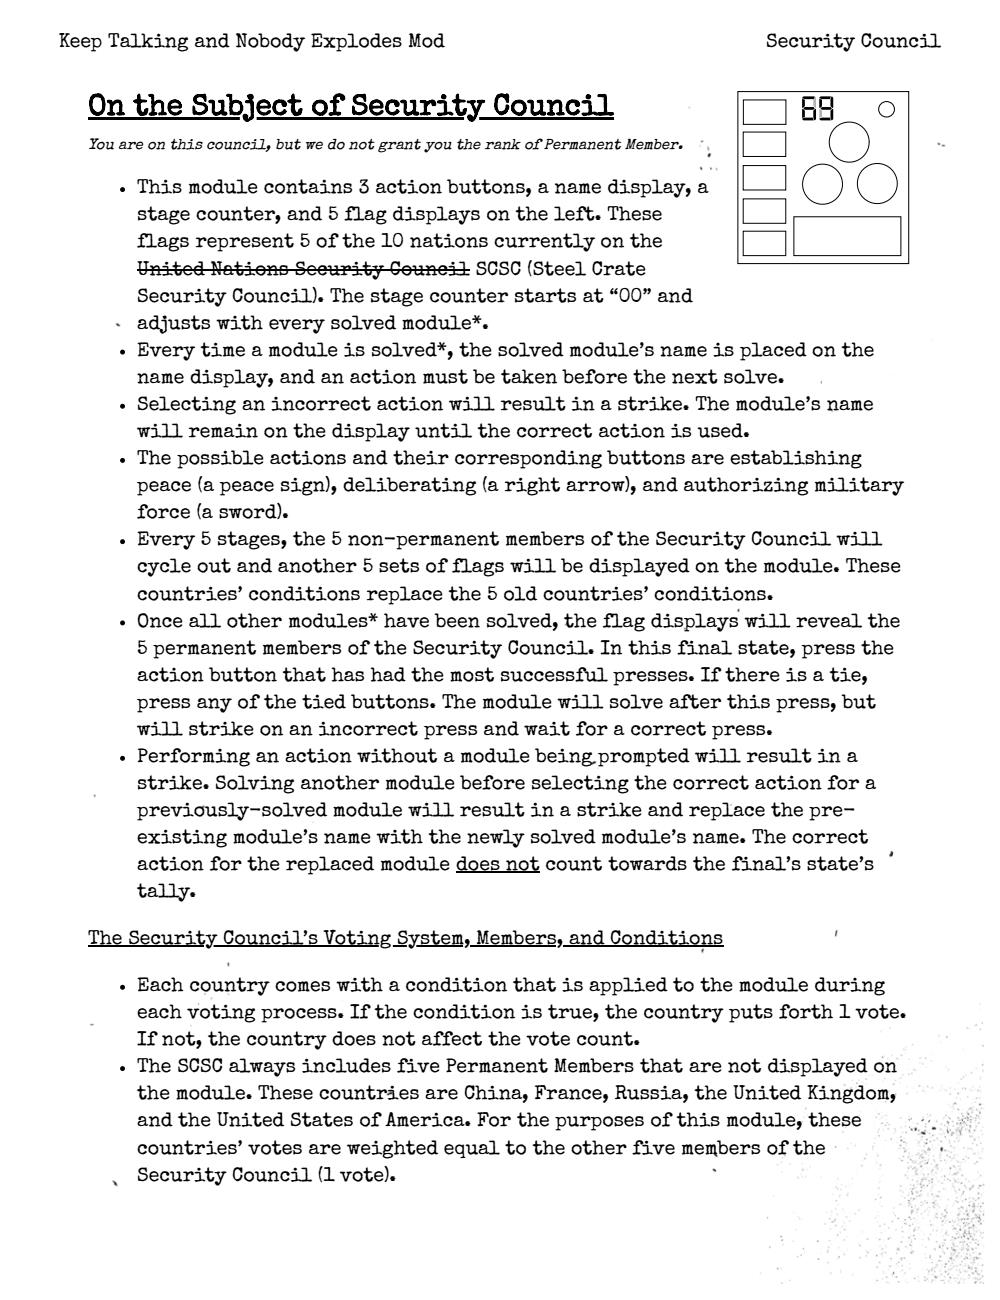 Keep Talking and Nobody Explodes Mod
Security Council
On the Subject of Security Council
You are on this council, but we do not grant you the rank of Permanent Member.
69
• This module contains 3 action buttons, a name display, a
stage counter, and 5 flag displays on the left. These
flags represent 5 of the 10 nations currently on the
United Nations Security Council SCSC (Steel Crate
Security Council). The stage counter starts at “00” and
adjusts with every solved module*.
• Every time a module is solved*, the solved module’s name is placed on the
name display, and an action must be taken before the next solve.
• Selecting an incorrect action will result in a strike. The module’s name
will remain on the display until the correct action is used.
• The possible actions and their corresponding buttons are establishing
peace (a peace sign), deliberating (a right arrow), and authorizing military
force (a sword).
• Every 5 stages, the 5 non-permanent members of the Security Council will
cycle out and another 5 sets of flags will be displayed on the module. These
countries’ conditions replace the 5 old countries’ conditions.
• Once all other modules* have been solved, the flag displays will reveal the
5 permanent members of the Security Council. In this final state, press the
action button that has had the most successful presses. If there is a tie,
press any of the tied buttons. The module will solve after this press, but
will strike on an incorrect press and wait for a correct press.
• Performing an action without a module being prompted will result in a
strike. Solving another module before selecting the correct action for a
previously-solved module will result in a strike and replace the pre-
existing module’s name with the newly solved module’s name. The correct
action for the replaced module does not count towards the final’s state’s
tally.
The Security Council’s Voting System, Members, and Conditions
• Each country comes with a condition that is applied to the module during
each voting process. If the condition is true, the country puts forth 1 vote.
If not, the country does not affect the vote count.
• The SCSC always includes five Permanent Members that are not displayed on
the module. These countries are China, France, Russia, the United Kingdom,
and the United States of America. For the purposes of this module, these
countries’ votes are weighted equal to the other five members of the
Security Council (1 vote).